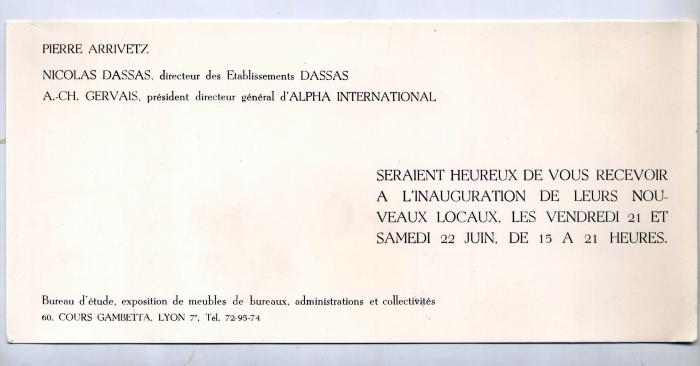 PIERRE ARRIVETZ
NICOLAS DASSAS, directeur des Etablissements DASSAS
A.-CH. GERVAIS, président directeur général d'ALPHA INTERNATIONAL
SERAIENT HEUREUX DE VOUS RECEVOIR
A L'INAUGURATION DE LEURS NOU-
VEAUX LOCAUX, LES VENDREDI 21 ET
SAMEDI 22 JUIN, DE 15 A 21 HEURES.
Bureau d'étude, exposition de meubles de bureaux, administrations et collectivités
60, COURS GAMBETTA, LYON 7e, Tél. 72-95-74